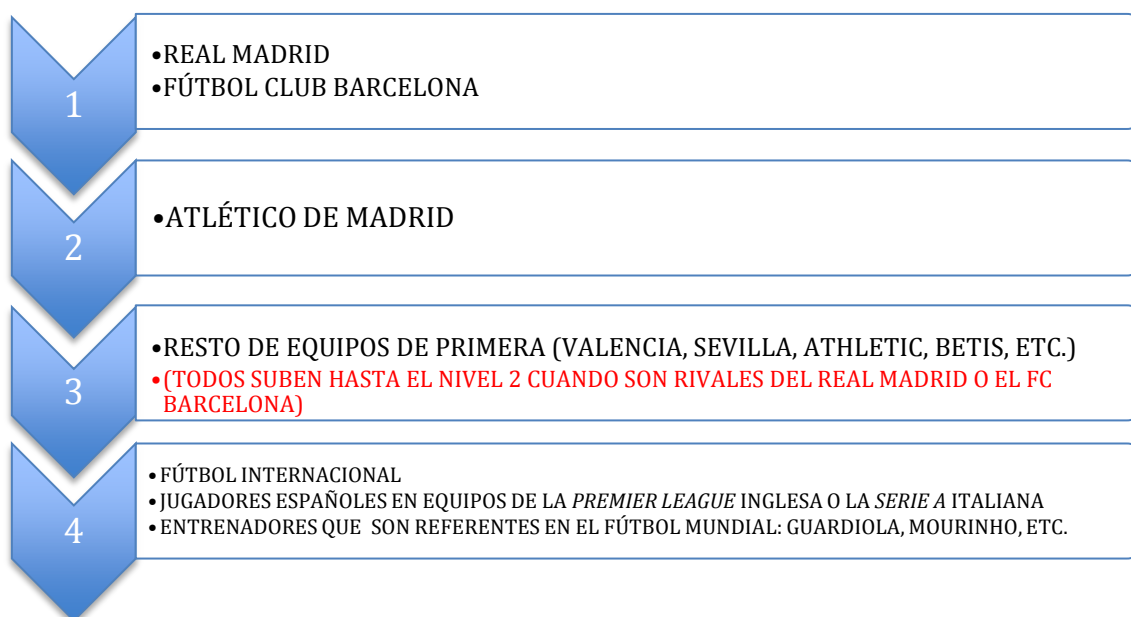 1
•REAL MADRID
•FÚTBOL CLUB BARCELONA
2
•ATLÉTICO DE MADRID
3
•RESTO DE EQUIPOS DE PRIMERA (VALENCIA, SEVILLA, ATHLETIC, BETIS, ETC.)
•(TODOS SUBEN HASTA EL NIVEL 2 CUANDO SON RIVALES DEL REAL MADRID O EL FC
BARCELONA)
4
•FÚTBOL INTERNACIONAL
•JUGADORES ESPAÑOLES EN EQUIPOS DE LA PREMIER LEAGUE INGLESA O LA SERIE A ITALIANA
•ENTRENADORES QUE SON REFERENTES EN EL FÚTBOL MUNDIAL: GUARDIOLA, MOURINHO, ETC.